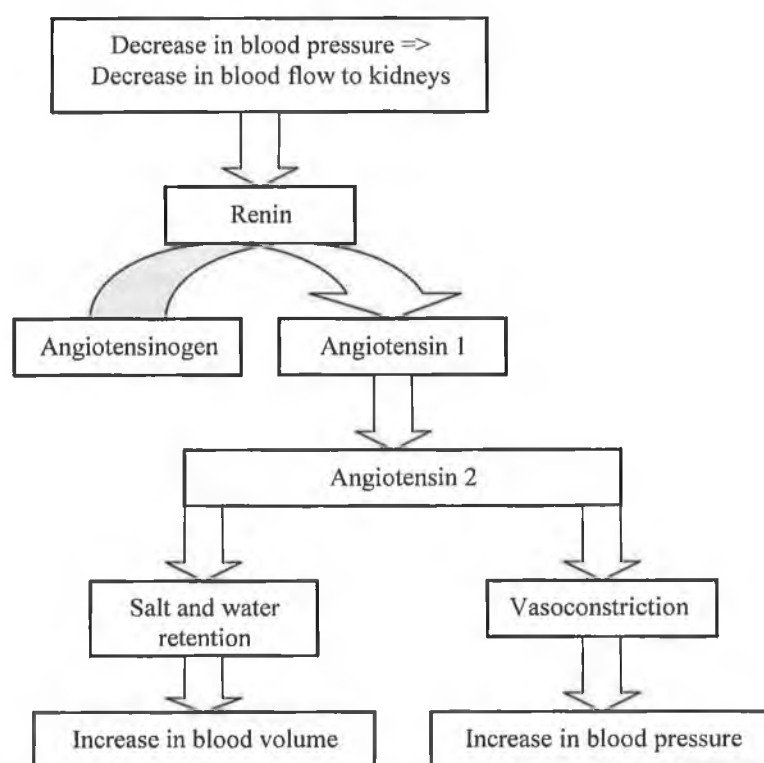 Decrease in blood pressure =>
Decrease in blood flow to kidneys
Renin
Angiotensinogen
Angiotensin 1
Angiotensin 2
Salt and water
retention
Vasoconstriction
Increase in blood volume
Increase in blood pressure